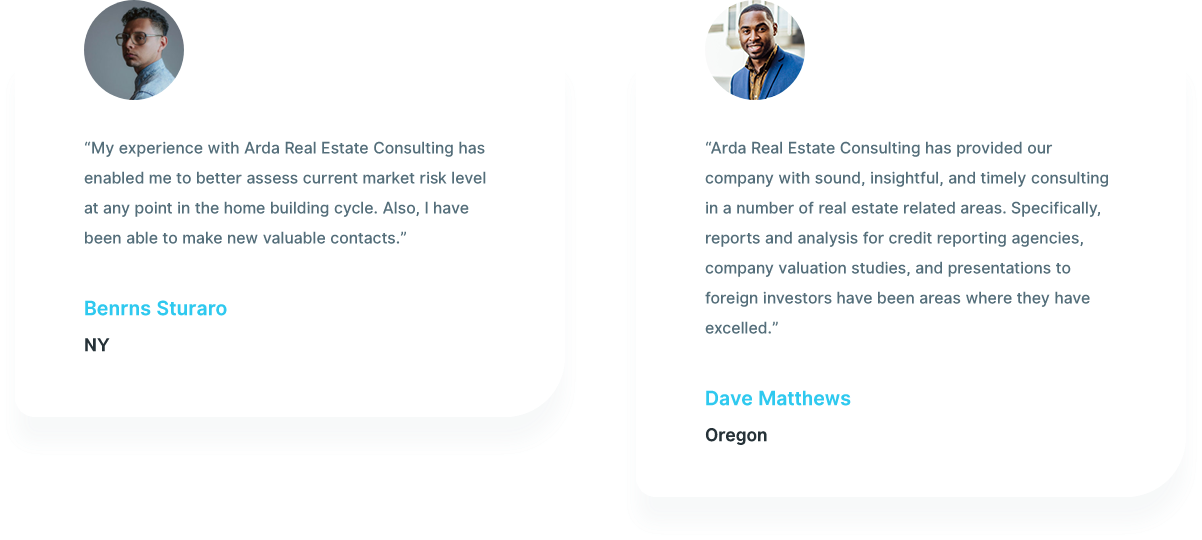 “My experience with Arda Real Estate Consulting has
enabled me to better assess current market risk level
at any point in the home building cycle. Also, I have
been able to make new valuable contacts.”
Benrns Sturaro
NY
“Arda Real Estate Consulting has provided our
company with sound, insightful, and timely consulting
in a number of real estate related areas. Specifically,
reports and analysis for credit reporting agencies,
company valuation studies, and presentations to
foreign investors have been areas where they have
excelled.”
Dave Matthews
Oregon